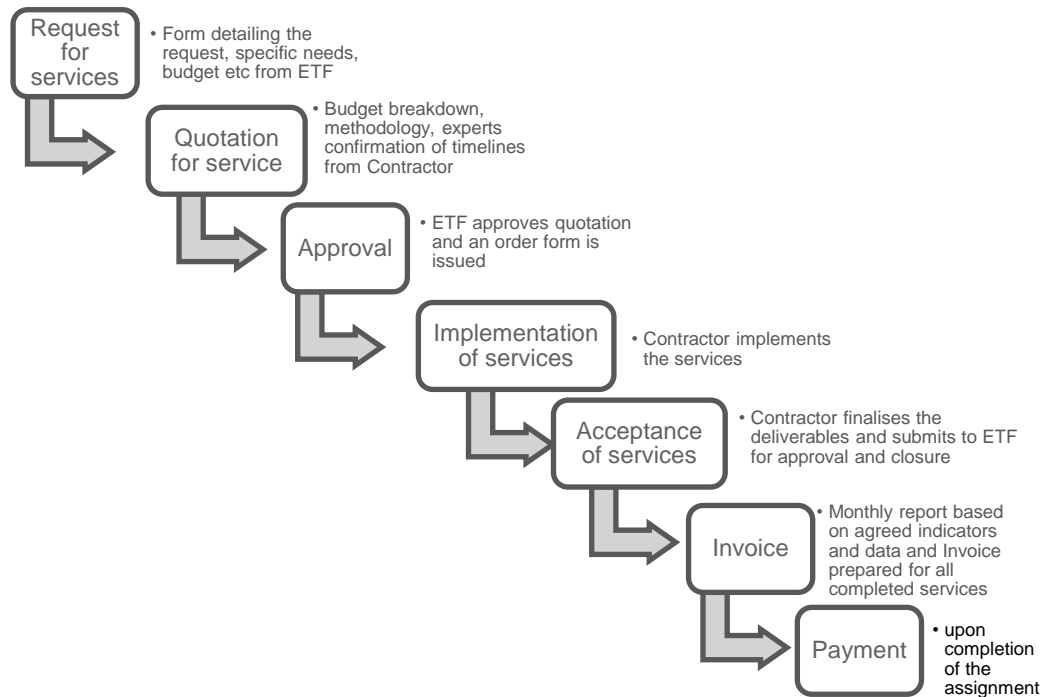 Request
for
services
• Form detailing the
request, specific needs,
budget etc from ETF
Quotation
for service
• Budget breakdown,
methodology, experts
confirmation of timelines
from Contractor
Approval
• ETF approves quotation
and an order form is
issued
Implementation
of services
• Contractor implements
the services
Acceptance
of services
• Contractor finalises the
deliverables and submits to ETF
for approval and closure
Invoice
• Monthly report based
on agreed indicators
and data and Invoice
prepared for all
completed services
Payment
• upon
completion
of the
assignment